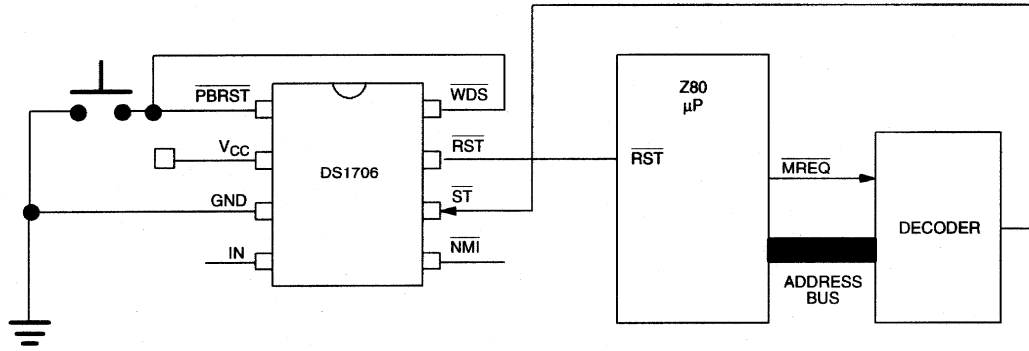 PBRST
VCC
GND
IN
DS1706
WDS
RST
ST
NMI
Z80
µP
RST
MREQ
ADDRESS
BUS
DECODER